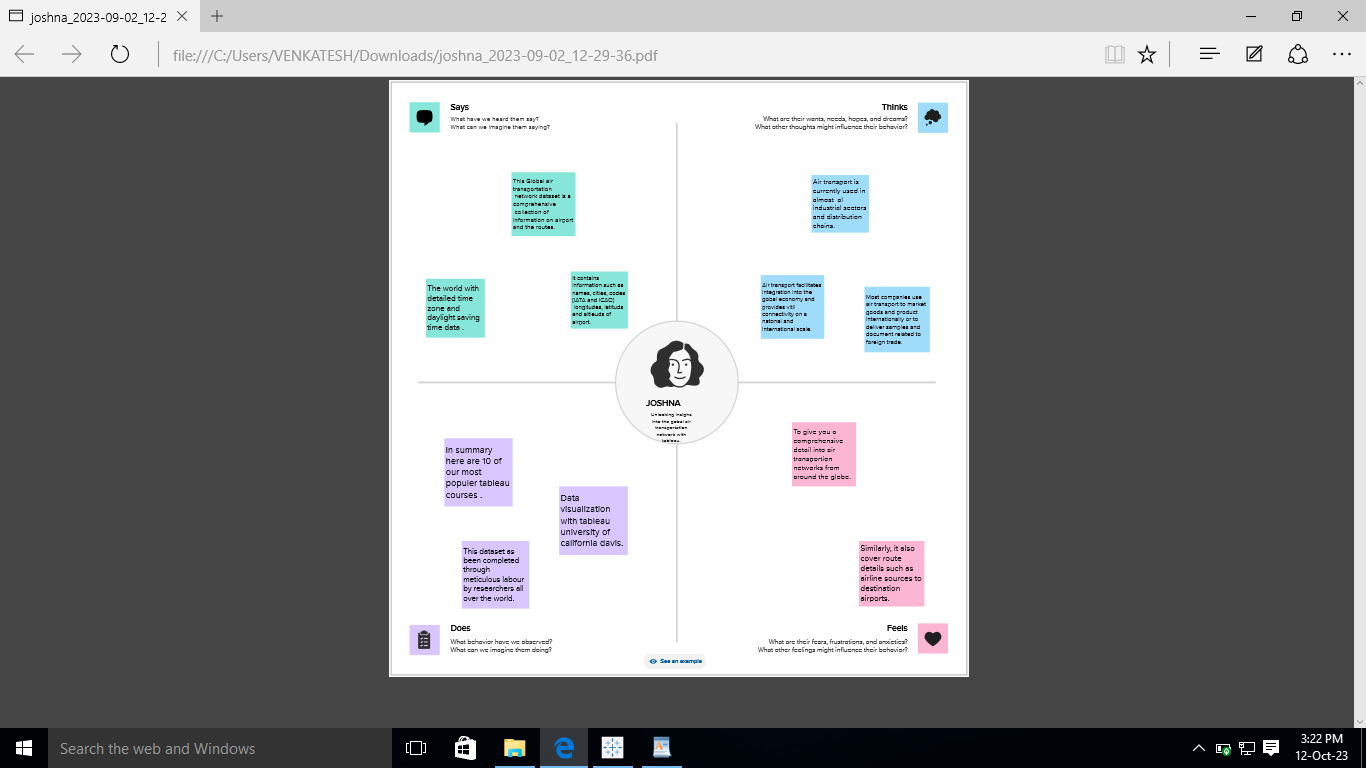 joshna_2023-09-02_12-2
file:///C:/Users/VENKATESH/Downloads/joshna_2023-09-02_12-29-36.pdf
Says
What have we heard them say?
What can we imagine them saying?
Thinks
What are their wants, needs, hopes, and dreams?
What other thoughts might influence their behavior?
This Global air
transportation
network dataset is a
comprehensive
collection of
information on airport
and the routes.
The world with
detailed time
zone and
daylight saving
time data .
It contains
information such as
names, cities, codes
(IATA and ICAO)
longitudes, latitude
and altieuds of
airport.
Air transport is
currently used in
almost al
industrial sectors
and distribution
chains.
Air transport facilitates
integration into the
global economy and
provides vitl
connectivity on a
national and
international scale.
Most companies use
air transport to market
goods and product
internationally or to
deliver samples and
document related to
foreign trade.
JOSHNA
Unlocking insighs
into the global air
transportation
network with
tableau.
In summary
here are 10 of
our most
populer tableau
courses .
Data
visualization
with tableau
university of
california davis.
This dataset as
been completed
through
meticulous labour
by researchers all
over the world.
To give you a
comprehensive
detail into air
transportion
networks from
around the globe.
Similarly, it also
cover route
details such as
airline sources to
destination
airports.
Does
What behavior have we observed?
What can we imagine them doing?
Feels
What are their fears, frustrations, and anxieties?
What other feelings might influence their behavior?
See an example
Search the web and Windows
3:22 PM
12-Oct-23